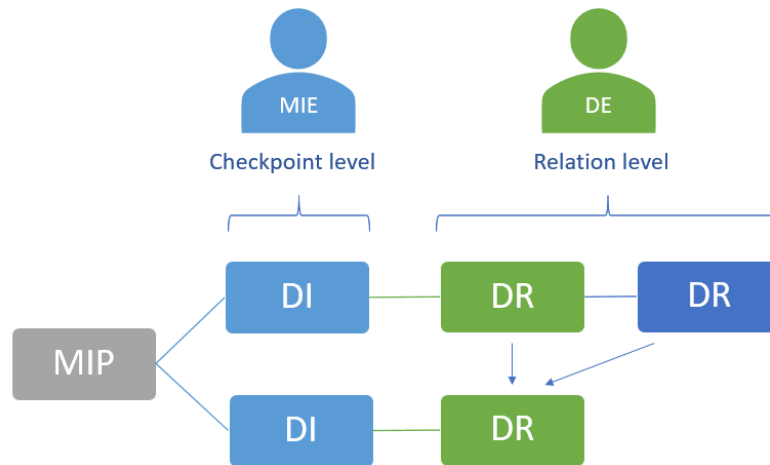 MIE
DE
Checkpoint level
Relation level
DI
DR
DR
MIP
DI
DR